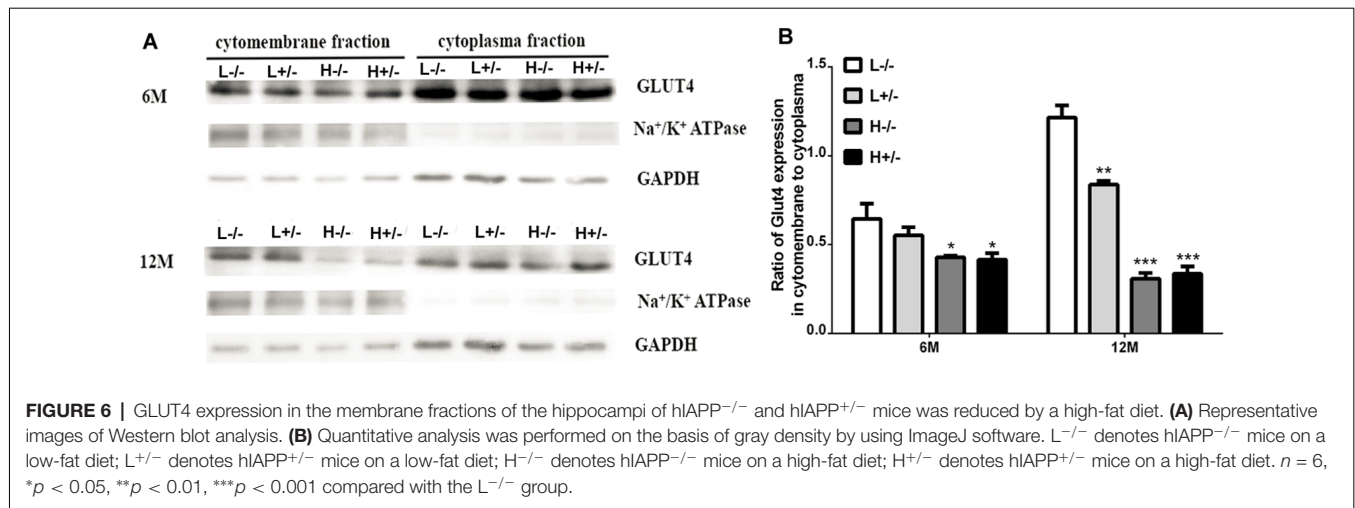 A
cytomembrane fraction cytoplasma fraction
L-/- L+/- H-/- H+/- L-/- L+/- H-/- H+/-
6M
GLUT4
Na⁺/K⁺ ATPase
GAPDH
L-/- L+/- H-/- H+/- L-/- L+/- H-/- H+/-
12M
GLUT4
Na⁺/K⁺ ATPase
GAPDH
B
Ratio of Glut4 expression
in cytomembrane to cytoplasma
1.5
1.0
0.5
0.0
L-/-
L+/-
H-/-
H+/-
* *
** *** ***
6M 12M
FIGURE 6 | GLUT4 expression in the membrane fractions of the hippocampi of hIAPP⁻/⁻ and hIAPP⁺/⁻ mice was reduced by a high-fat diet. (A) Representative
images of Western blot analysis. (B) Quantitative analysis was performed on the basis of gray density by using ImageJ software. L⁻/⁻ denotes hIAPP⁻/⁻ mice on a
low-fat diet; L⁺/⁻ denotes hIAPP⁺/⁻ mice on a low-fat diet; H⁻/⁻ denotes hIAPP⁻/⁻ mice on a high-fat diet; H⁺/⁻ denotes hIAPP⁺/⁻ mice on a high-fat diet. n = 6,
*p < 0.05, **p < 0.01, ***p < 0.001 compared with the L⁻/⁻ group.